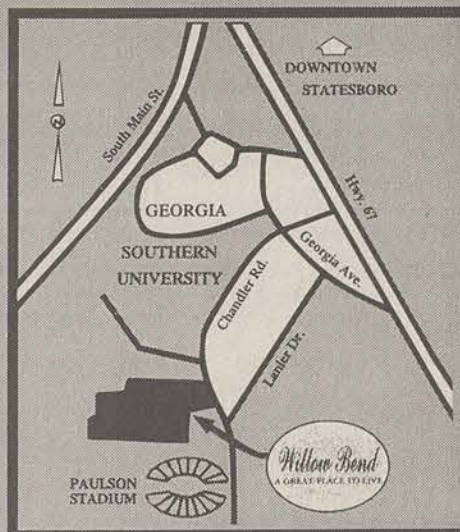 DOWNTOWN
STATESBORO
N
South Main St.
Hwy. 67
GEORGIA
SOUTHERN
UNIVERSITY
Georgia Ave.
Chandler Rd.
Lanier Dr.
Willow Bend
A GREAT PLACE TO LIVE
PAULSON
STADIUM